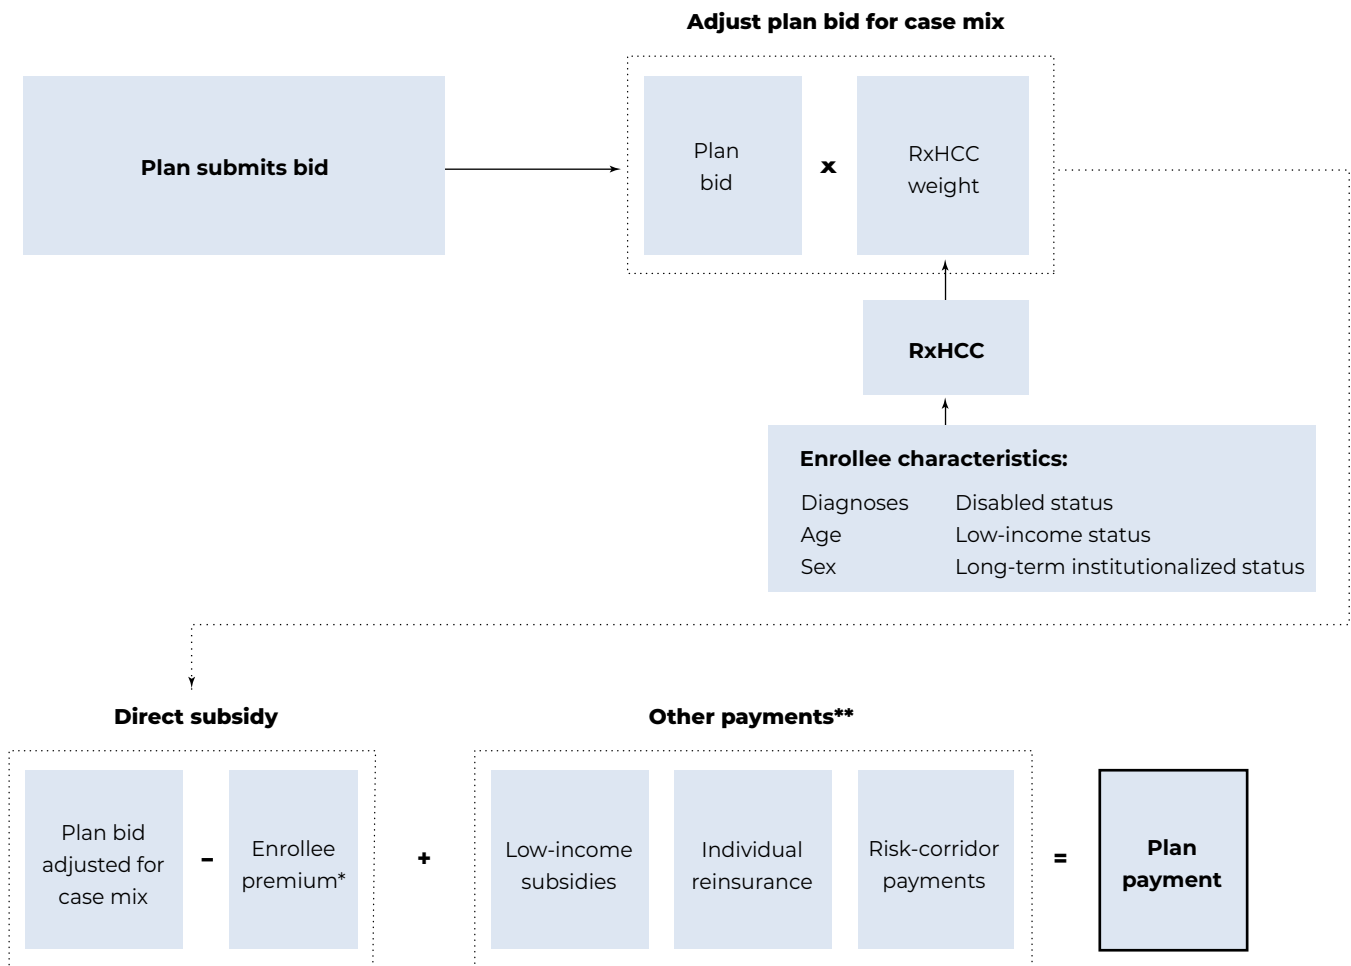 Adjust plan bid for case mix
Plan submits bid
Plan
bid
x
RxHCC
weight
RxHCC
Enrollee characteristics:
Diagnoses Disabled status
Age Low-income status
Sex Long-term institutionalized status
Direct subsidy
Other payments**
Plan bid
adjusted for
case mix
–
Enrollee
premium*
+
Low-income
subsidies
Individual
reinsurance
Risk-corridor
payments
=
Plan
payment